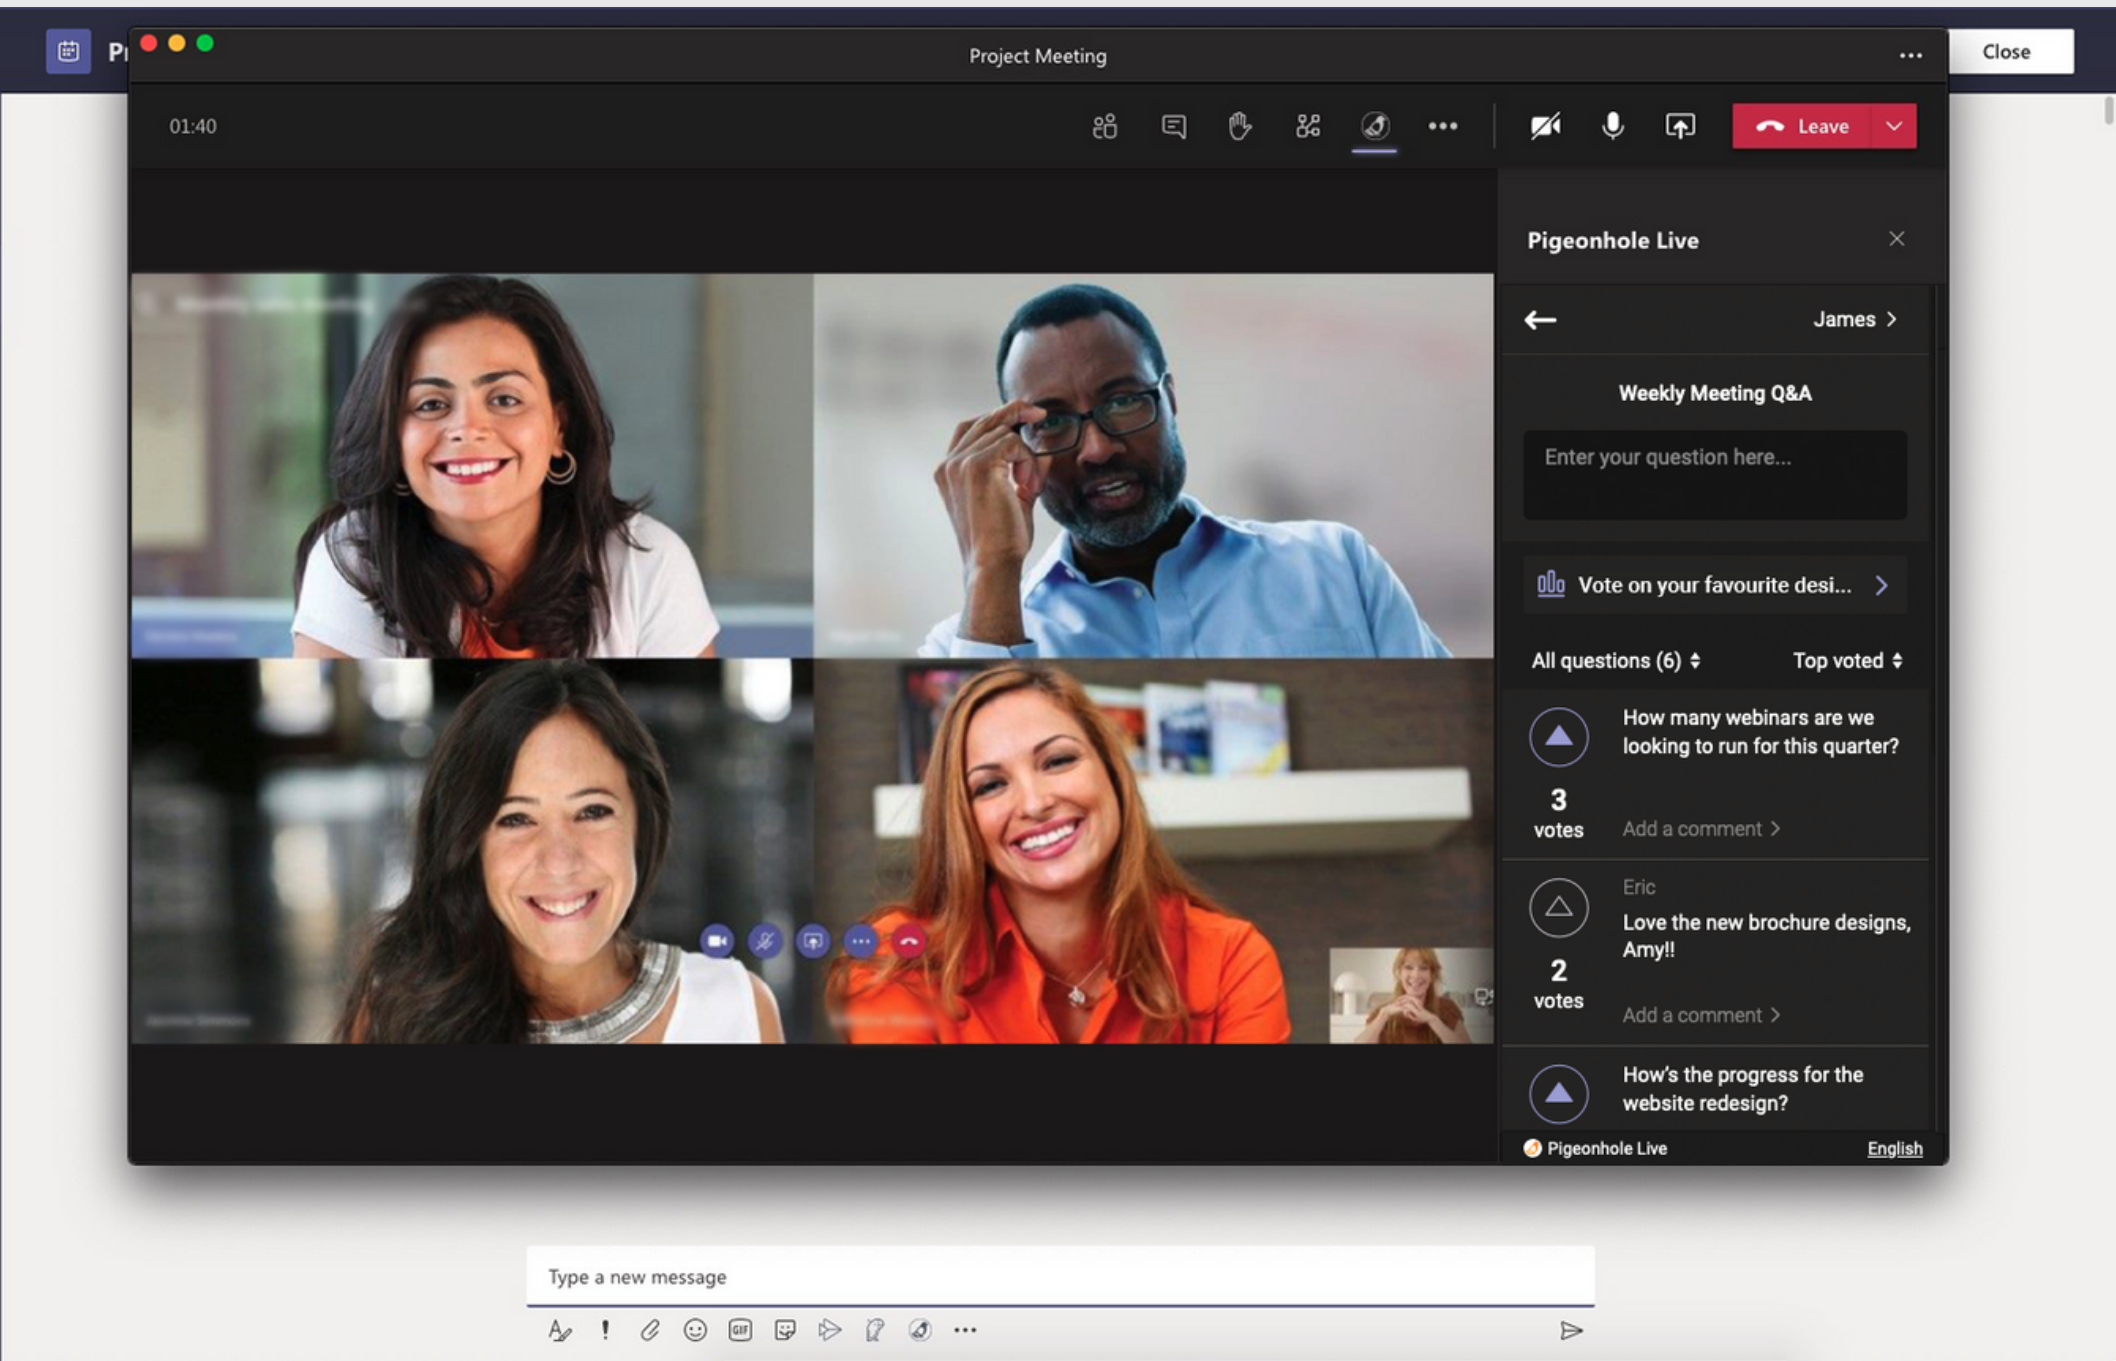 Pr
Close
Project Meeting
01:40
Leave
Pigeonhole Live
James
Weekly Meeting Q&A
Enter your question here...
Vote on your favourite desi...
All questions (6)
Top voted
How many webinars are we
looking to run for this quarter?
3
votes
Add a comment
Eric
Love the new brochure designs,
Amy!!
2
votes
Add a comment
How's the progress for the
website redesign?
Pigeonhole Live
English
Type a new message
GIF